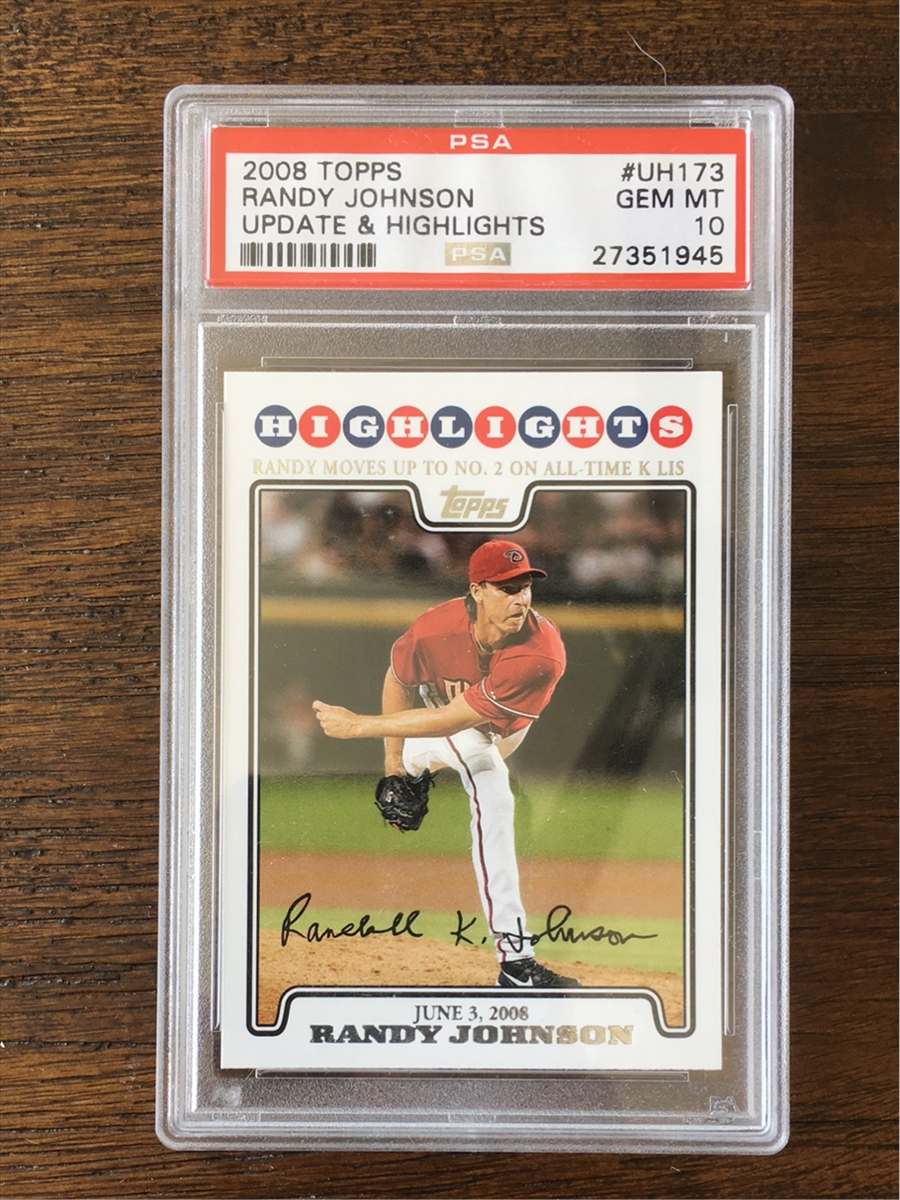 PSA
2008 TOPPS #UH173
RANDY JOHNSON GEM MT
UPDATE & HIGHLIGHTS 10
PSA 27351945
HIGHLIGHTS
RANDY MOVES UP TO NO. 2 ON ALL-TIME K LIS
topps
Randall K. Johnson
JUNE 3, 2008
RANDY JOHNSON